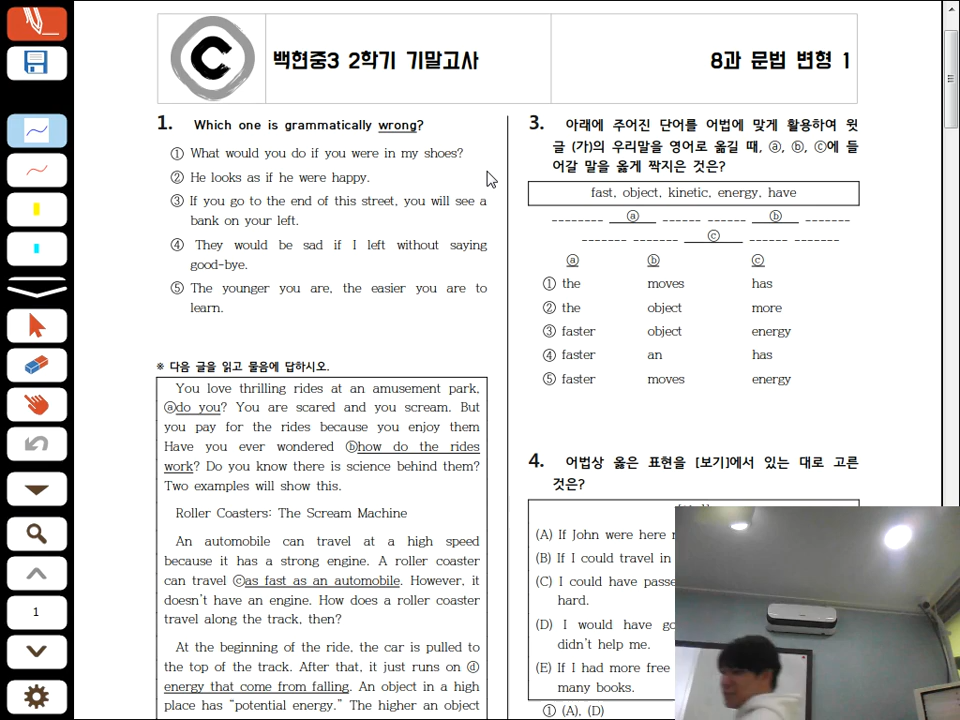 C
백현중3 2학기 기말고사
8과 문법 변형 1
1. Which one is grammatically wrong?
① What would you do if you were in my shoes?
② He looks as if he were happy.
③ If you go to the end of this street, you will see a
bank on your left.
④ They would be sad if I left without saying
good-bye.
⑤ The younger you are, the easier you are to
learn.
※ 다음 글을 읽고 물음에 답하시오.
You love thrilling rides at an amusement park,
ⓐdo you? You are scared and you scream. But
you pay for the rides because you enjoy them
Have you ever wondered ⓑhow do the rides
work? Do you know there is science behind them?
Two examples will show this.
Roller Coasters: The Scream Machine
An automobile can travel at a high speed
because it has a strong engine. A roller coaster
can travel ⓒas fast as an automobile. However, it
doesn't have an engine. How does a roller coaster
travel along the track, then?
At the beginning of the ride, the car is pulled to
the top of the track. After that, it just runs on ⓓ
energy that come from falling. An object in a high
place has "potential energy." The higher an object
3. 아래에 주어진 단어를 어법에 맞게 활용하여 윗
글 (가)의 우리말을 영어로 옮길 때, ⓐ, ⓑ, ⓒ에 들
어갈 말을 옳게 짝지은 것은?
fast, object, kinetic, energy, have
ⓐ ⓑ
ⓒ
ⓐ ⓑ ⓒ
① the moves has
② the object more
③ faster object energy
④ faster an has
⑤ faster moves energy
4. 어법상 옳은 표현을 [보기]에서 있는 대로 고른
것은?
(A) If John were here
(B) If I could travel in
(C) I could have passe
hard.
(D) I would have go
didn't help me.
(E) If I had more free
many books.
① (A), (D)
1